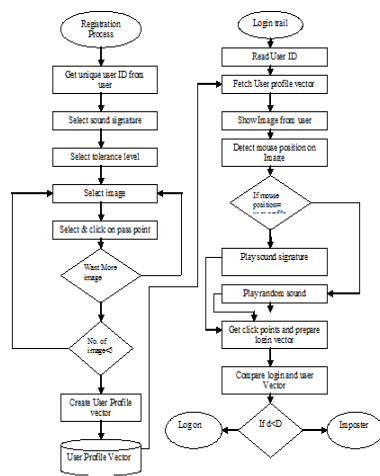 Registration
Process
Get unique user ID from
user
Select sound signature
Select tolerance level
Select image
Select & click on pass point
Want More
image
No. of
image<5
Create User Profile
vector
User Profile Vector
Login trail
Read User ID
Fetch User profile vector
Show Image from user
Detect mouse position on
Image
If mouse
position=
Play sound signature
Play random sound
Get click points and prepare
login vector
Compare login and user
Vector
If d<D
Log on
Imposter